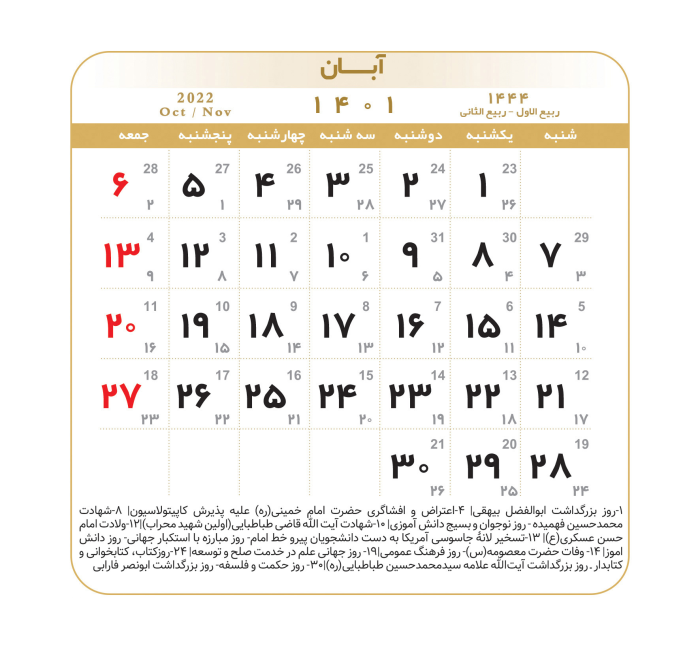 آبـــان
۱۴۴۴ ۱۴۰۱ 2022
ربیع الاول - ربیع الثانی Oct / Nov
شنبه یکشنبه دوشنبه سه شنبه چهارشنبه پنجشنبه جمعه
23 24 25 26 27 28
۱ ۲ ۳ ۴ ۵ ۶
۲۶ ۲۷ ۲۸ ۲۹ ۱ ۲
29 30 31 1 2 3 4
۷ ۸ ۹ ۱۰ ۱۱ ۱۲ ۱۳
۳ ۴ ۵ ۶ ۷ ۸ ۹
5 6 7 8 9 10 11
۱۴ ۱۵ ۱۶ ۱۷ ۱۸ ۱۹ ۲۰
۱۰ ۱۱ ۱۲ ۱۳ ۱۴ ۱۵ ۱۶
12 13 14 15 16 17 18
۲۱ ۲۲ ۲۳ ۲۴ ۲۵ ۲۶ ۲۷
۱۷ ۱۸ ۱۹ ۲۰ ۲۱ ۲۲ ۲۳
19 20 21
۲۸ ۲۹ ۳۰
۲۴ ۲۵ ۲۶
۱-روز بزرگداشت ابوالفضل بیهقی| ۴-اعتراض و افشاگری حضرت امام خمینی(ره) علیه پذیرش کاپیتولاسیون| ۸-شهادت
محمدحسین فهمیده - روز نوجوان و بسیج دانش آموزی| ۱۰-شهادت آیت الله قاضی طباطبایی(اولین شهید محراب)|۱۲-ولادت امام
حسن عسکری(ع)| ۱۳-تسخیر لانهٔ جاسوسی آمریکا به دست دانشجویان پیرو خط امام- روز مبارزه با استکبار جهانی- روز دانش
اموز| ۱۴- وفات حضرت معصومه(س)- روز فرهنگ عمومی|۱۹- روز جهانی علم در خدمت صلح و توسعه| ۲۴-روزکتاب، کتابخوانی و
کتابدار ـ روز بزرگداشت آیت‌الله علامه سیدمحمدحسین طباطبایی(ره)|۳۰- روز حکمت و فلسفه- روز بزرگداشت ابونصر فارابی